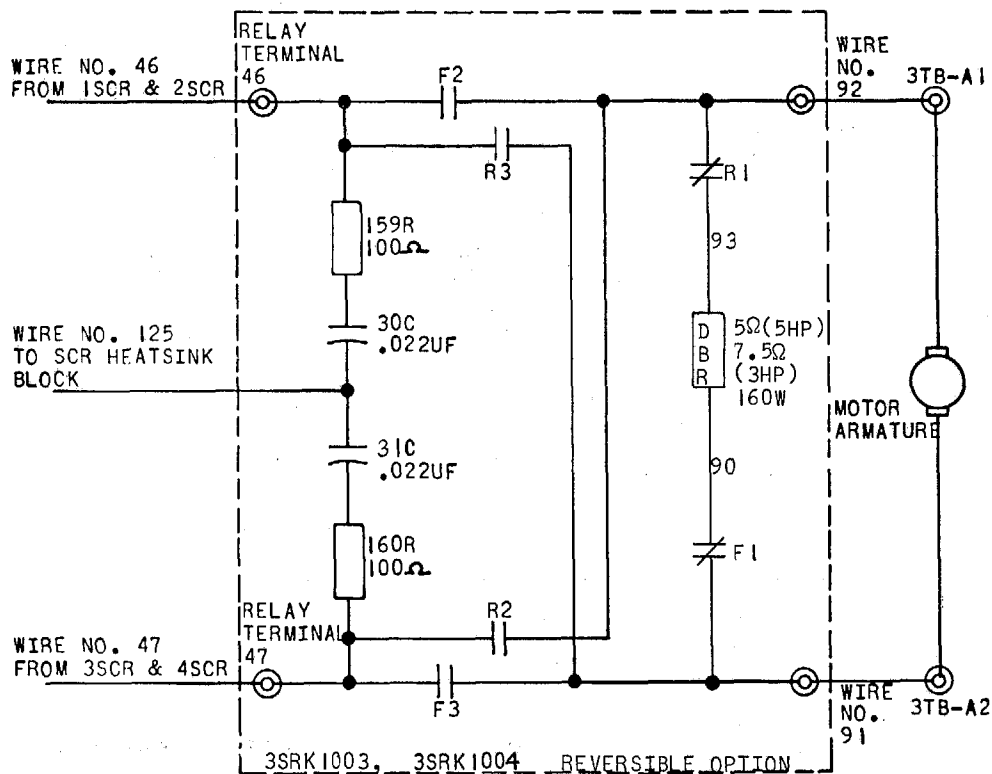 RELAY
TERMINAL
46
WIRE NO. 46
FROM 1SCR & 2SCR
F2
WIRE
NO.
92
3TB-A1
R3
R1
159R
100Ω
93
WIRE NO. 125
TO SCR HEATSINK
BLOCK
30C
.022UF
D
B
R
5Ω(5HP)
7.5Ω
(3HP)
160W
MOTOR
ARMATURE
31C
.022UF
90
160R
100Ω
F1
RELAY
TERMINAL
47
R2
WIRE NO. 47
FROM 3SCR & 4SCR
F3
WIRE
NO.
91
3TB-A2
3SRK1003, 3SRK1004 REVERSIBLE OPTION